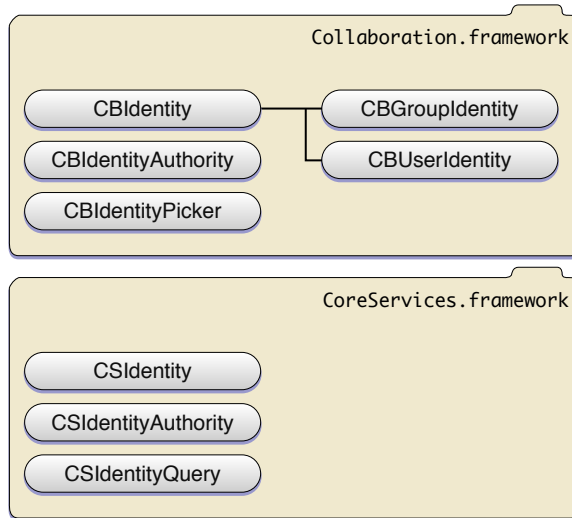 Collaboration.framework
CBIdentity
CBGroupIdentity
CBIdentityAuthority
CBUserIdentity
CBIdentityPicker
CoreServices.framework
CSIdentity
CSIdentityAuthority
CSIdentityQuery